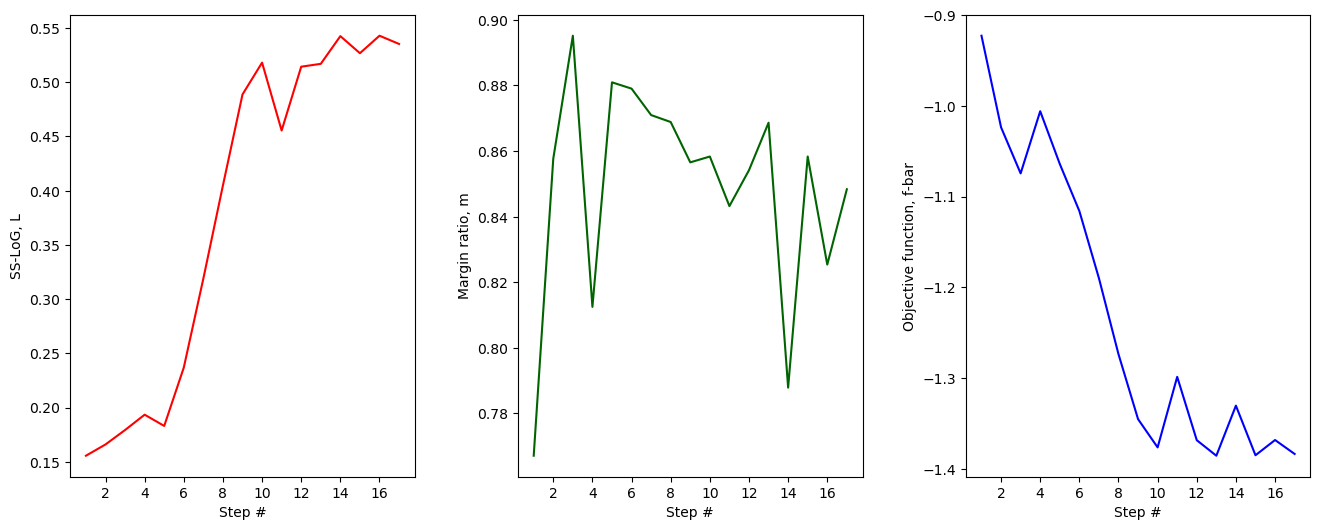 0.55
0.50
0.45
0.40
0.35
0.30
0.25
0.20
0.15
SS-LoG, L
2 4 6 8 10 12 14 16
Step #
0.90
0.88
0.86
0.84
0.82
0.80
0.78
Margin ratio, m
2 4 6 8 10 12 14 16
Step #
−0.9
−1.0
−1.1
−1.2
−1.3
−1.4
Objective function, f-bar
2 4 6 8 10 12 14 16
Step #